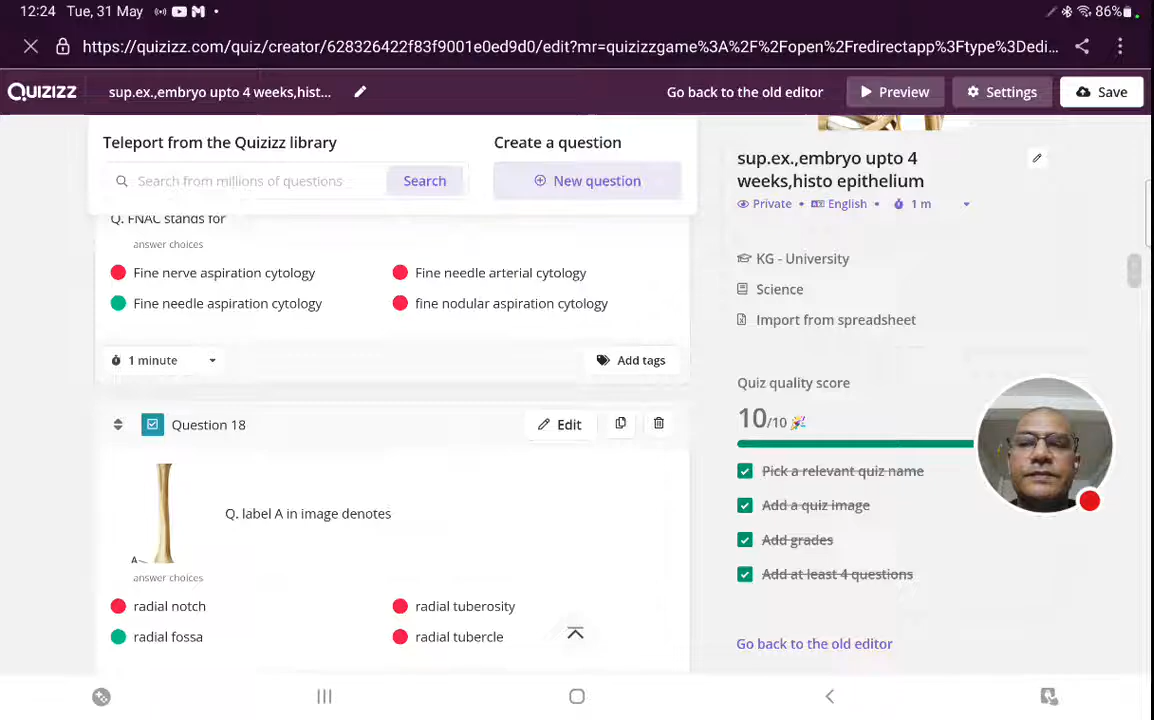 12:24 Tue, 31 May
86%
https://quizizz.com/quiz/creator/628326422f83f9001e0ed9d0/edit?mr=quizizzgame%3A%2F%2Fopen%2Fredirectapp%3Ftype%3Dedi...
QUIZIZZ
sup.ex.,embryo upto 4 weeks,hist...
Go back to the old editor
Preview
Settings
Save
Teleport from the Quizizz library
Create a question
Search from millions of questions
Search
New question
Q. FNAC stands for
answer choices
Fine nerve aspiration cytology
Fine needle arterial cytology
Fine needle aspiration cytology
fine nodular aspiration cytology
1 minute
Add tags
Question 18
Edit
A
Q. label A in image denotes
answer choices
radial notch
radial tuberosity
radial fossa
radial tubercle
sup.ex.,embryo upto 4
weeks,histo epithelium
Private • English • 1 m
KG - University
Science
Import from spreadsheet
Quiz quality score
10/10
Pick a relevant quiz name
Add a quiz image
Add grades
Add at least 4 questions
Go back to the old editor